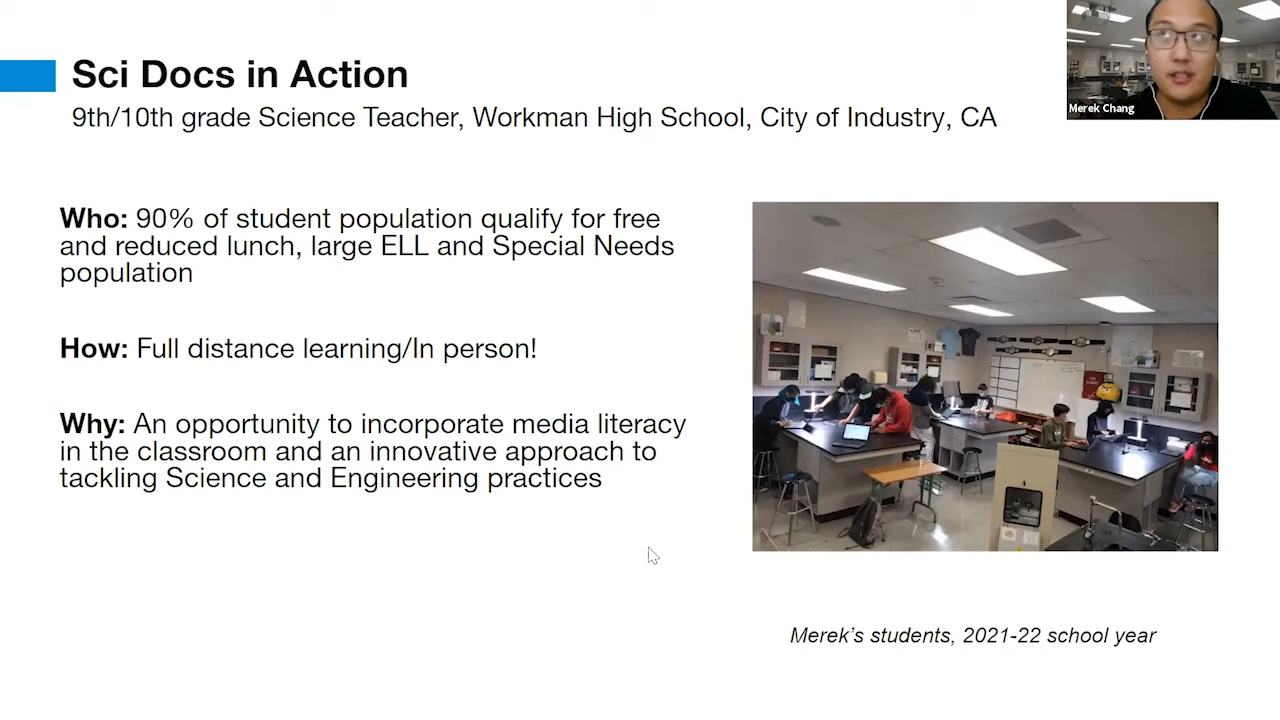 Sci Docs in Action
9th/10th grade Science Teacher, Workman High School, City of Industry, CA
Merek Chang
Who: 90% of student population qualify for free
and reduced lunch, large ELL and Special Needs
population
How: Full distance learning/In person!
Why: An opportunity to incorporate media literacy
in the classroom and an innovative approach to
tackling Science and Engineering practices
Merek’s students, 2021-22 school year